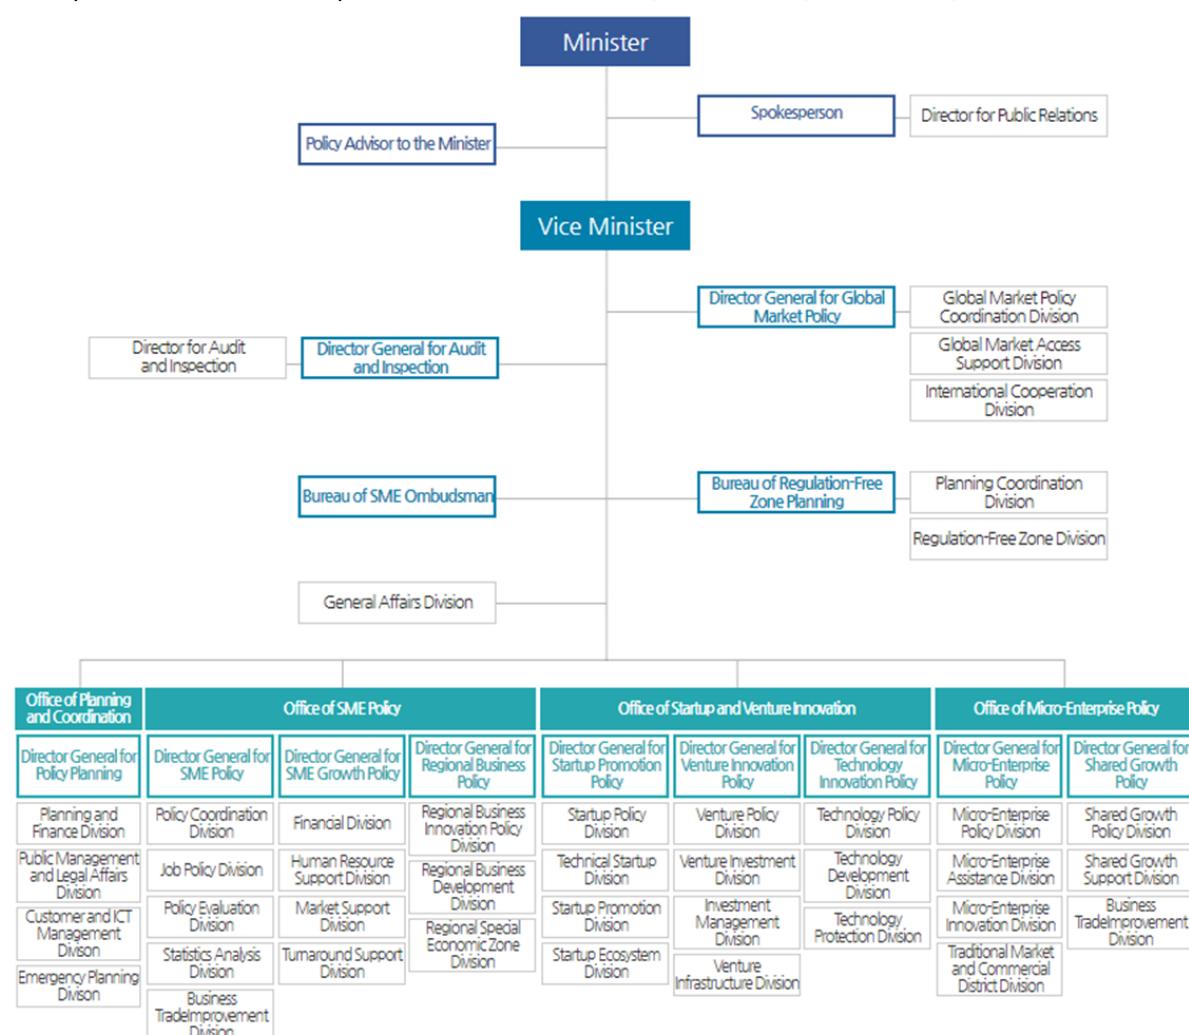 Minister
Spokesperson
Director for Public Relations
Policy Advisor to the Minister
Vice Minister
Director General for Global
Market Policy
Global Market Policy
Coordination Division
Global Market Access
Support Division
International Cooperation
Division
Director for Audit
and Inspection
Director General for Audit
and Inspection
Bureau of SME Ombudsman
Bureau of Regulation-Free
Zone Planning
Planning Coordination
Division
Regulation-Free Zone Division
General Affairs Division
Office of Planning
and Coordination
Office of SME Policy
Office of Startup and Venture Innovation
Office of Micro-Enterprise Policy
Director General for
Policy Planning
Planning and
Finance Division
Public Management
and Legal Affairs
Division
Customer and ICT
Management
Divison
Emergency Planning
Divison
Director General for
SME Policy
Policy Coordination
Division
Job Policy Division
Policy Evaluation
Division
Statistics Analysis
Division
Business
TradeImprovement
Division
Director General for
SME Growth Policy
Financial Division
Human Resource
Support Division
Market Support
Division
Turnaround Support
Division
Director General for
Regional Business
Policy
Regional Business
Innovation Policy
Division
Regional Business
Development
Division
Regional Special
Economic Zone
Division
Director General for
Startup Promotion
Policy
Startup Policy
Division
Technical Startup
Division
Startup Promotion
Division
Startup Ecosystem
Division
Director General for
Venture Innovation
Policy
Venture Policy
Division
Venture Investment
Division
Investment
Management
Division
Venture
Infrastructure Division
Director General for
Technology
Innovation Policy
Technology Policy
Division
Technology
Development
Division
Technology
Protection Division
Director General for
Micro-Enterprise
Policy
Micro-Enterprise
Policy Division
Micro-Enterprise
Assistance Division
Micro-Enterprise
Innovation Division
Traditional Market
and Commercial
District Division
Director General for
Shared Growth
Policy
Shared Growth
Policy Division
Shared Growth
Support Division
Business
TradeImprovement
Division